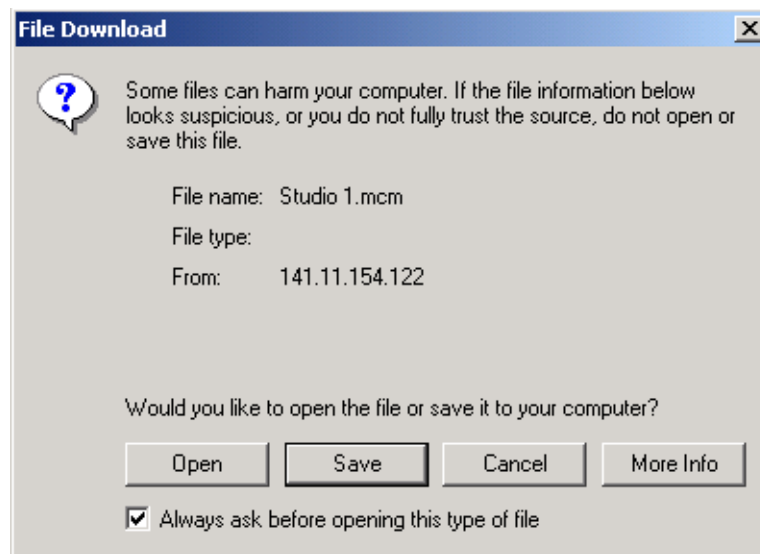 File Download
Some files can harm your computer. If the file information below
looks suspicious, or you do not fully trust the source, do not open or
save this file.
File name: Studio 1.mcm
File type:
From: 141.11.154.122
Would you like to open the file or save it to your computer?
Open Save Cancel More Info
Always ask before opening this type of file